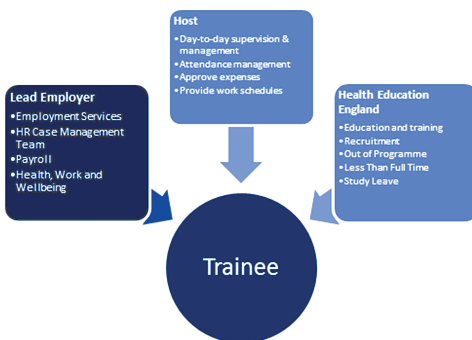 Host
•Day-to-day supervision &
management
•Attendance management
•Approve expenses
•Provide work schedules
Lead Employer
•Employment Services
•HR Case Management
Team
•Payroll
•Health, Work and
Wellbeing
Health Education
England
•Education and training
•Recruitment
•Out of Programme
•Less Than Full Time
•Study Leave
Trainee